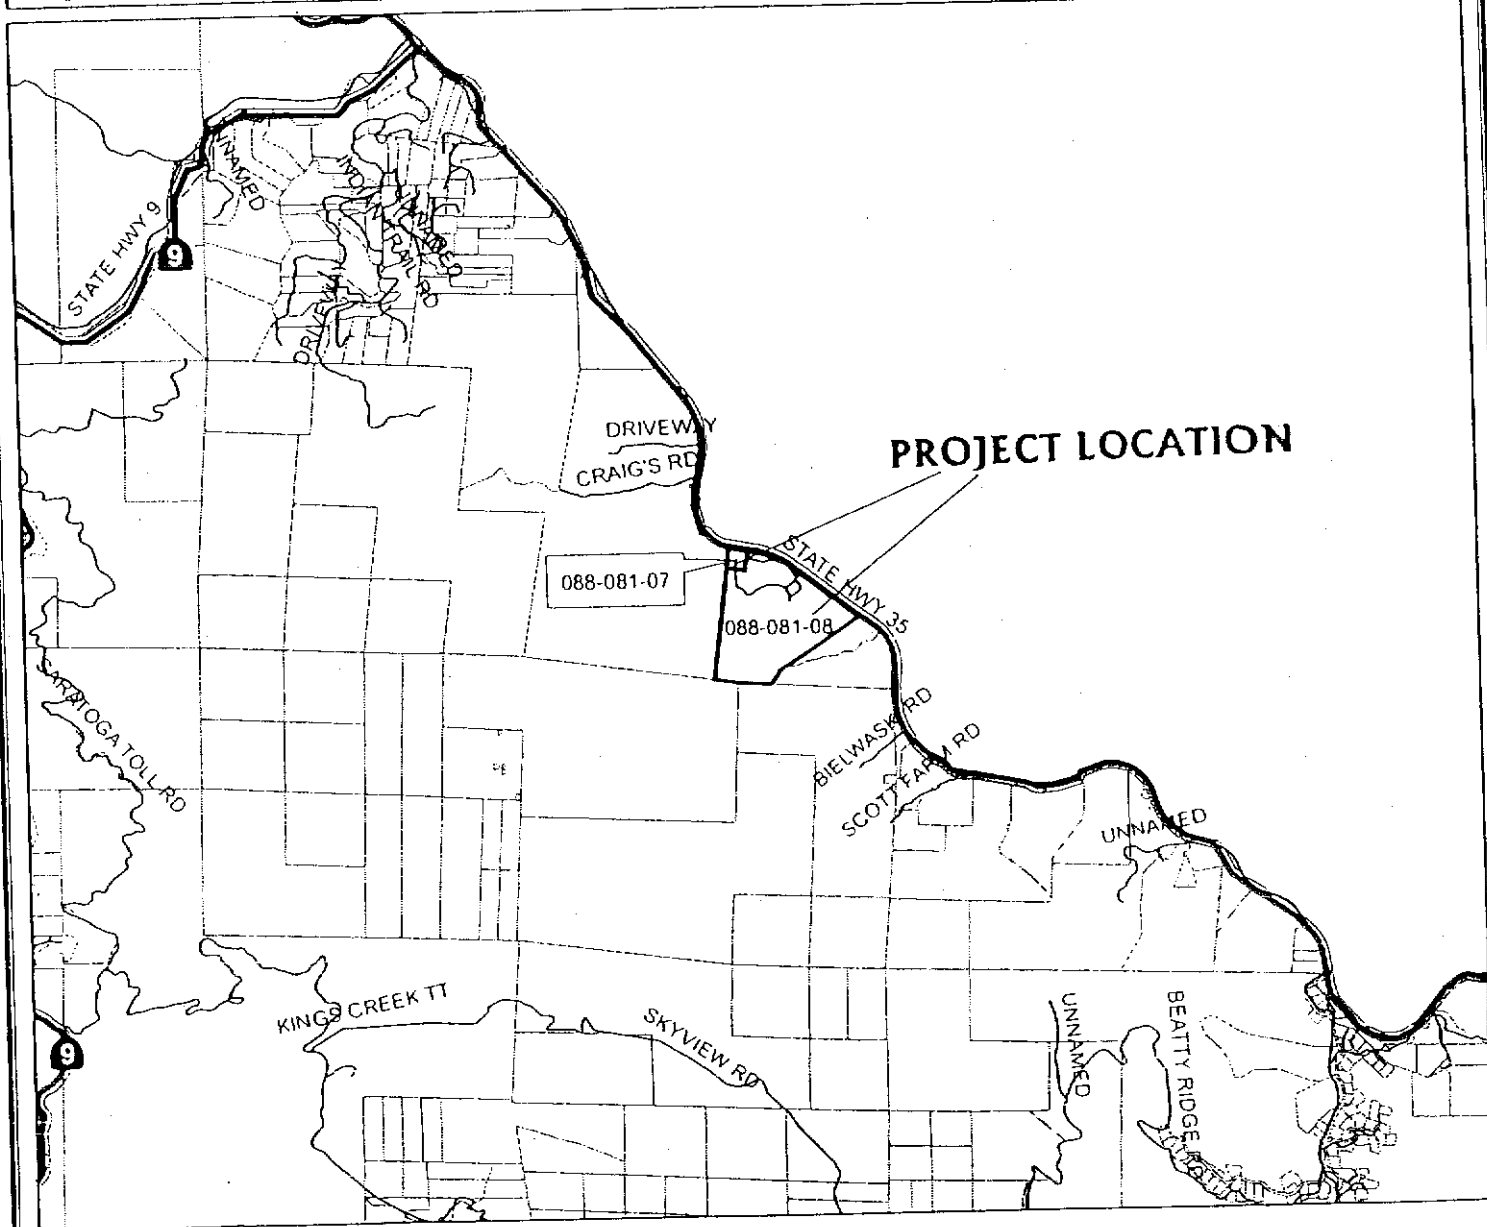 UNNAMED
STATE HWY 9
9
INDIAN TRAIL RD
UNNAMED
DRIVEWAY
DRIVEWAY
CRAIG'S RD
PROJECT LOCATION
STATE HWY 35
088-081-07
088-081-08
SARATOGA TOLL RD
BIELWASK RD
SCOTT FARM RD
UNNAMED
KINGS CREEK TT
SKYVIEW RD
UNNAMED
BEATTY RIDGE
9